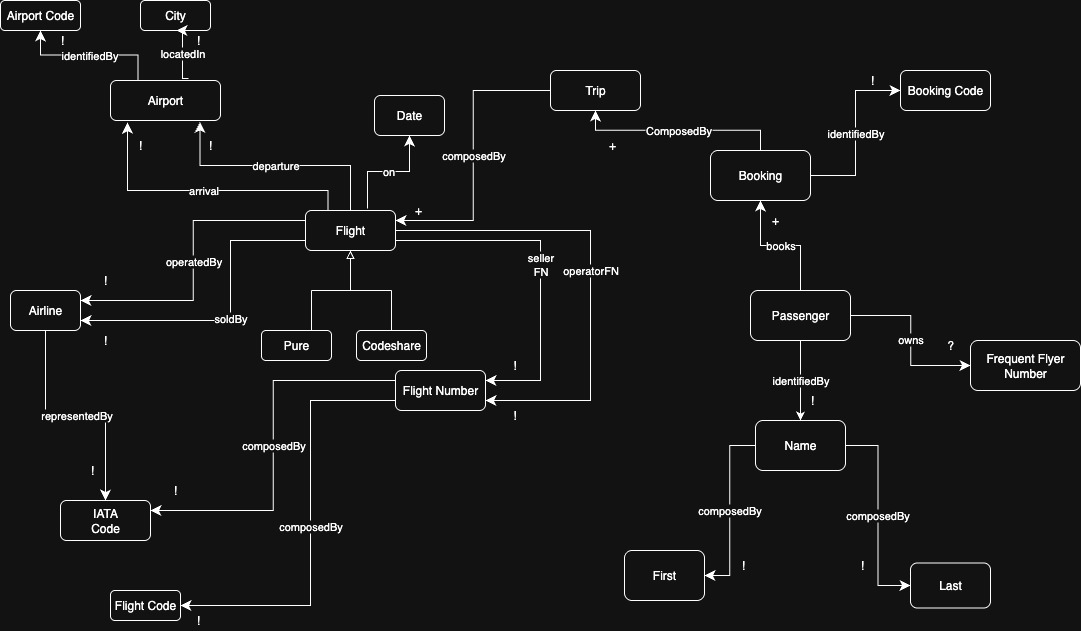 Airport Code
City
!
!
identifiedBy
locatedIn
Airport
Trip
!
Booking Code
Date
!
!
composedBy
ComposedBy
identifiedBy
+
departure
on
Booking
arrival
+
Flight
+
books
operatedBy
seller
FN
operatorFN
!
Airline
soldBy
Passenger
!
Pure
Codeshare
owns
?
Frequent Flyer
Number
!
Flight Number
identifiedBy
!
!
representedBy
composedBy
Name
!
!
IATA
Code
composedBy
composedBy
composedBy
!
!
First
Last
Flight Code
!